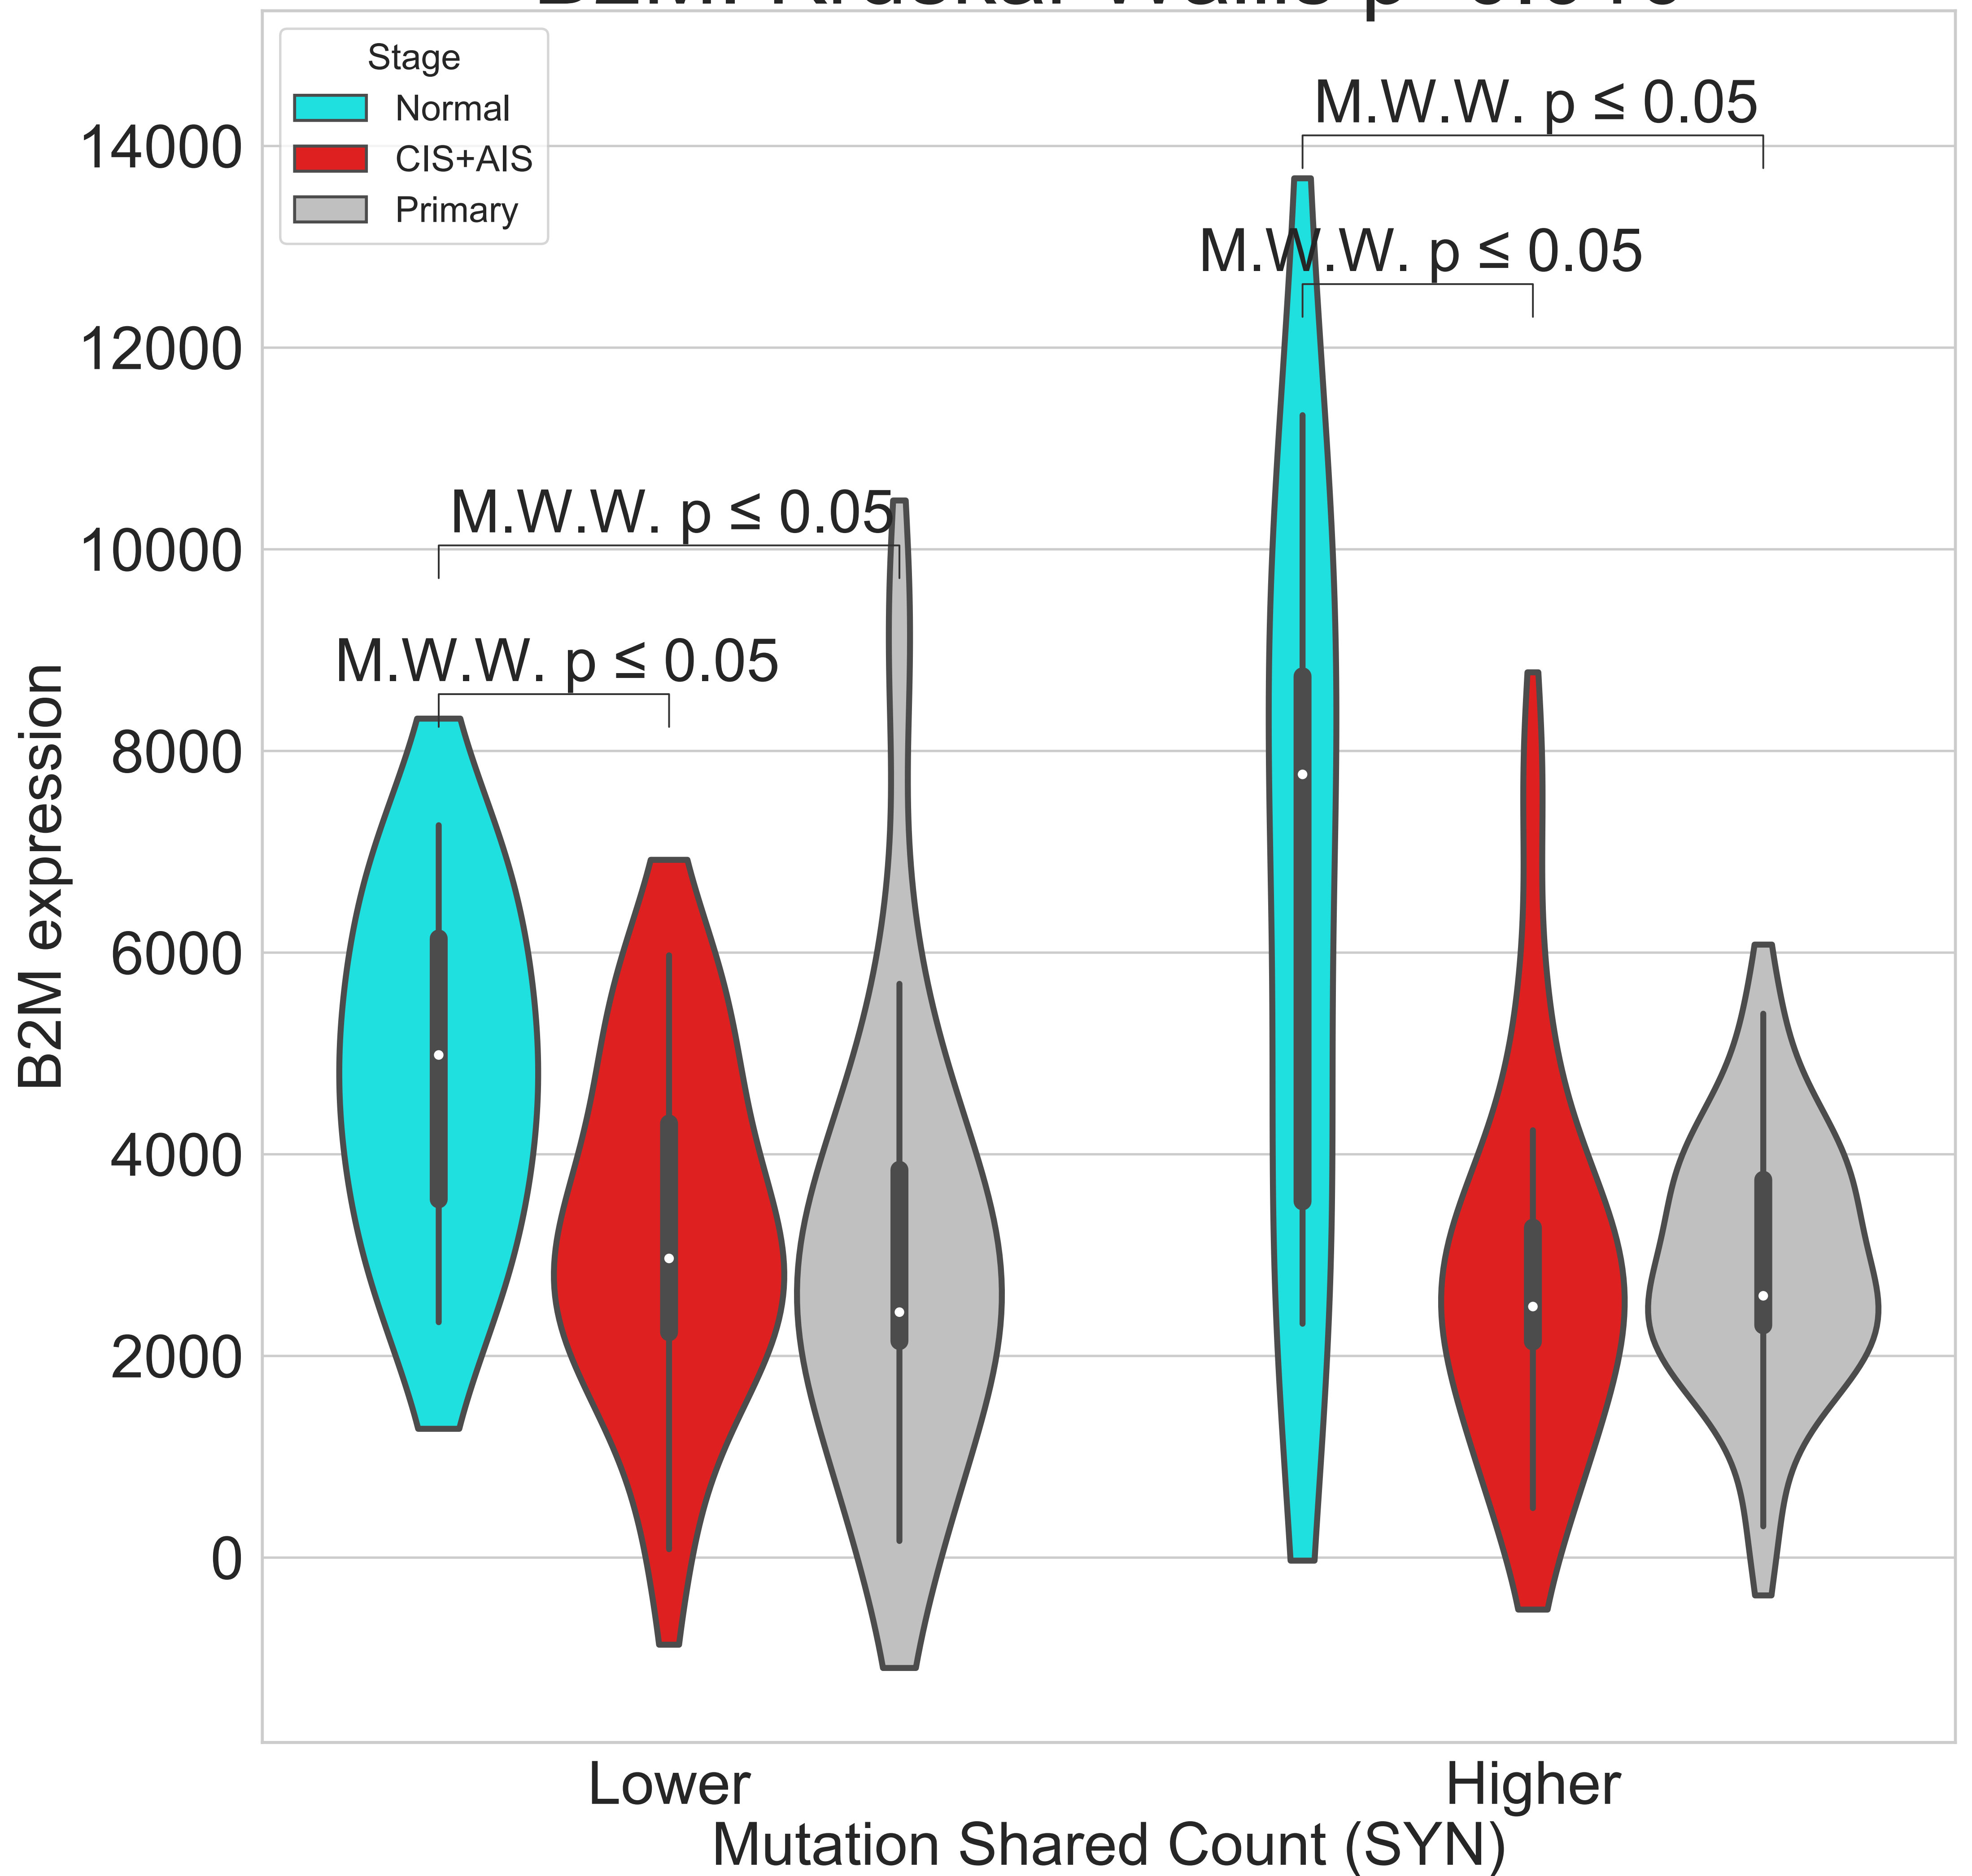 Stage
Normal
CIS+AIS
Primary
M.W.W. p ≤ 0.05
M.W.W. p ≤ 0.05
M.W.W. p ≤ 0.05
M.W.W. p ≤ 0.05
14000
12000
10000
8000
6000
4000
2000
0
B2M expression
Lower
Higher
Mutation Shared Count (SYN)